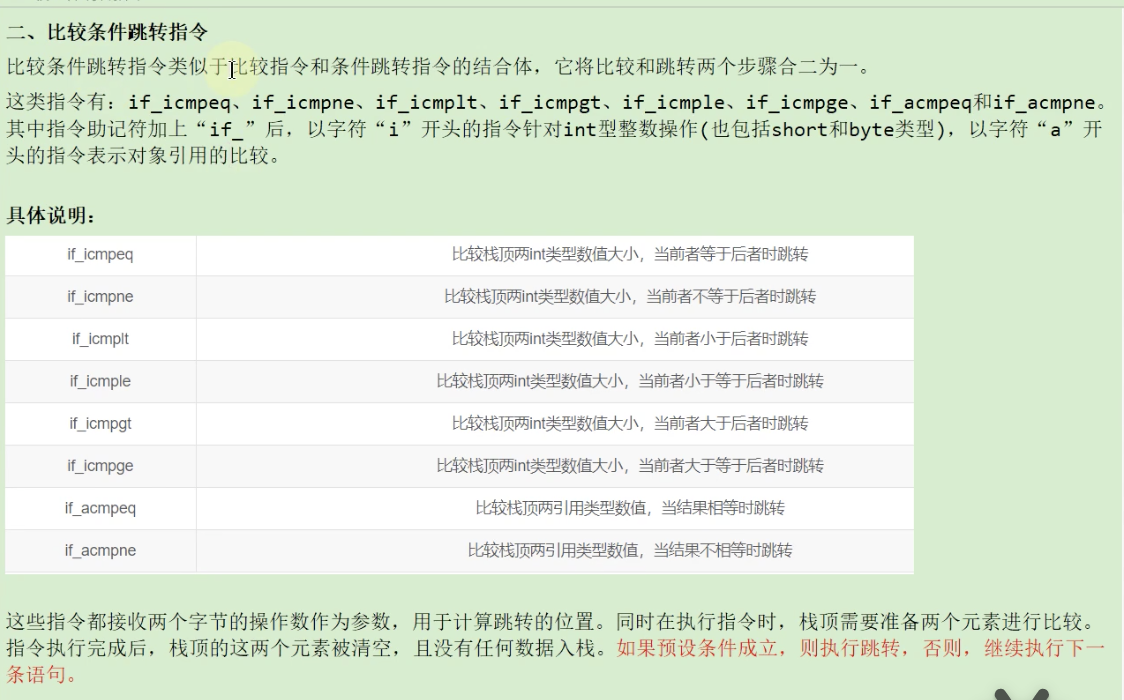 二、比较条件跳转指令
比较条件跳转指令类似于比较指令和条件跳转指令的结合体，它将比较和跳转两个步骤合二为一。
这类指令有：if_icmpeq、if_icmpne、if_icmplt、if_icmpgt、if_icmple、if_icmpge、if_acmpeq和if_acmpne。
其中指令助记符加上“if_”后，以字符“i”开头的指令针对int型整数操作(也包括short和byte类型)，以字符“a”开
头的指令表示对象引用的比较。
具体说明：
if_icmpeq 比较栈顶两int类型数值大小，当前者等于后者时跳转
if_icmpne 比较栈顶两int类型数值大小，当前者不等于后者时跳转
if_icmplt 比较栈顶两int类型数值大小，当前者小于后者时跳转
if_icmple 比较栈顶两int类型数值大小，当前者小于等于后者时跳转
if_icmpgt 比较栈顶两int类型数值大小，当前者大于后者时跳转
if_icmpge 比较栈顶两int类型数值大小，当前者大于等于后者时跳转
if_acmpeq 比较栈顶两引用类型数值，当结果相等时跳转
if_acmpne 比较栈顶两引用类型数值，当结果不相等时跳转
这些指令都接收两个字节的操作数作为参数，用于计算跳转的位置。同时在执行指令时，栈顶需要准备两个元素进行比较。
指令执行完成后，栈顶的这两个元素被清空，且没有任何数据入栈。如果预设条件成立，则执行跳转，否则，继续执行下一
条语句。